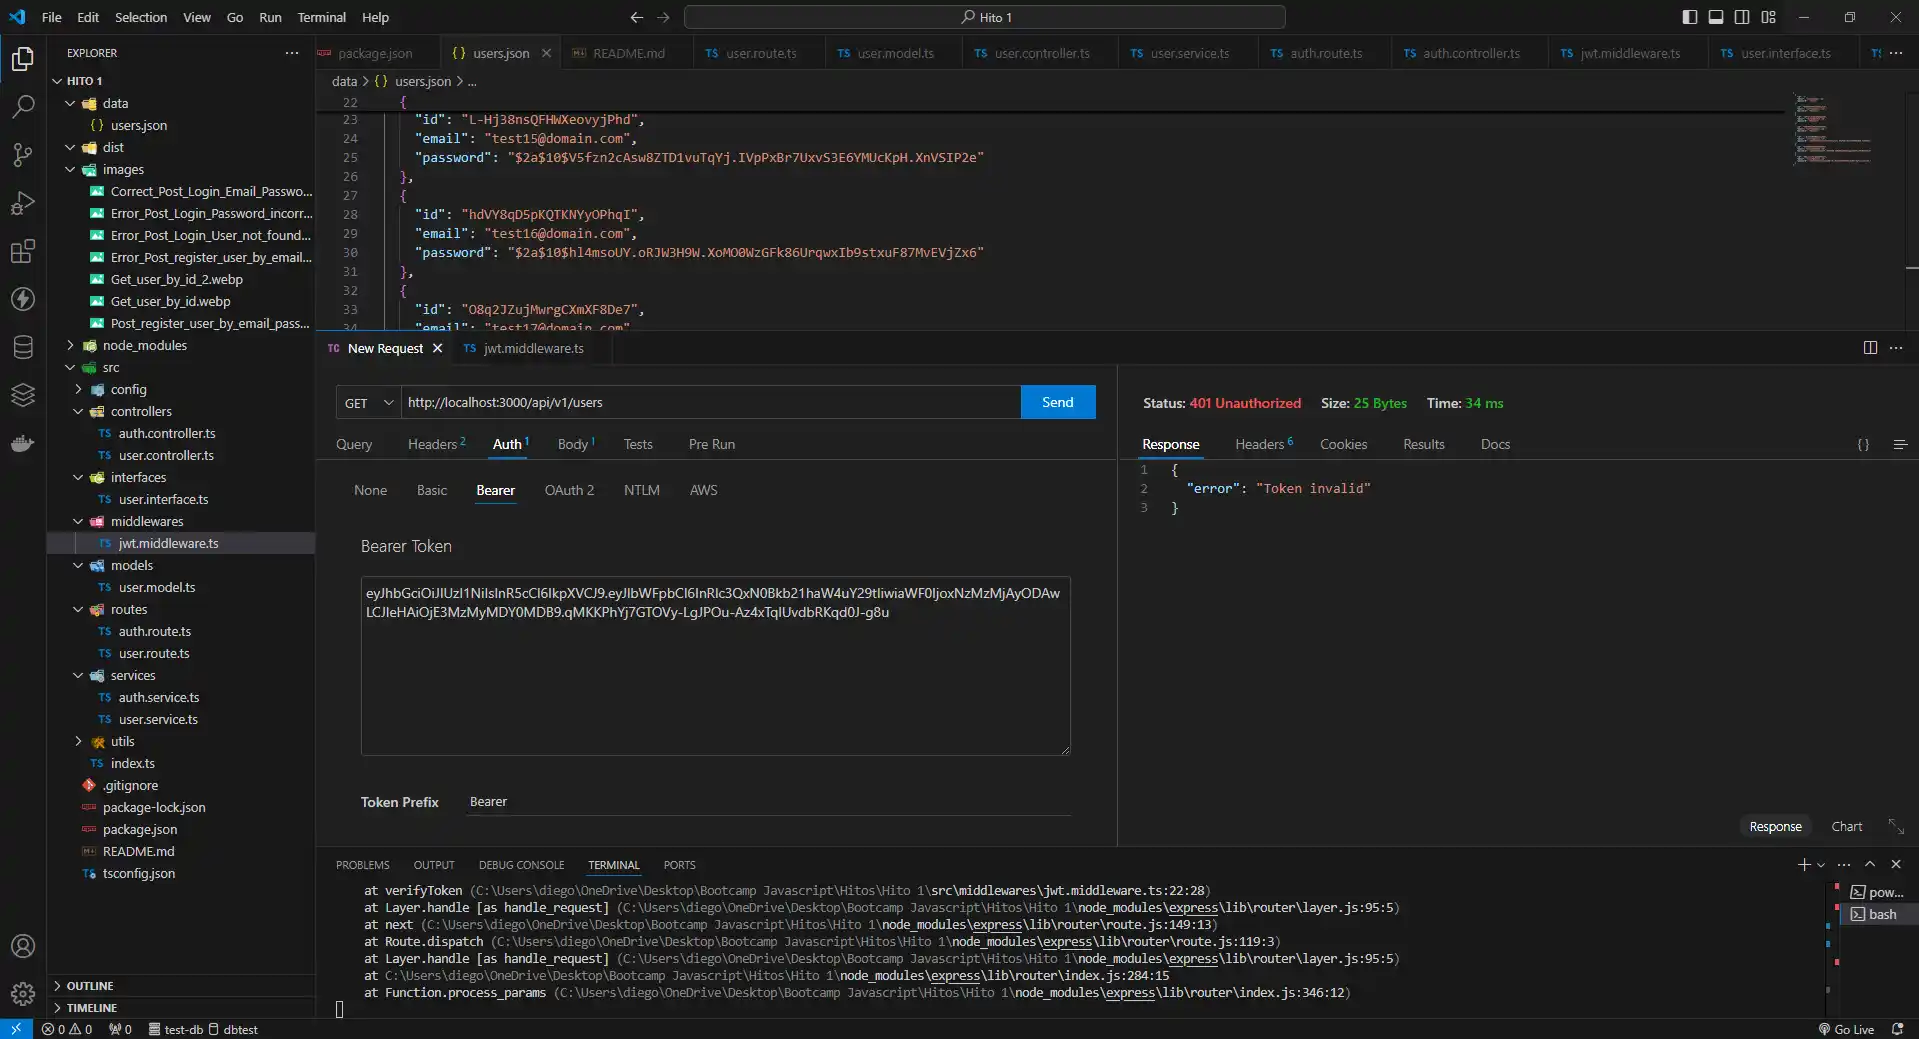 File Edit Selection View Go Run Terminal Help
Hito 1
EXPLORER
HITO 1
data
users.json
dist
images
Correct_Post_Login_Email_Passwo...
Error_Post_Login_Password_incorr...
Error_Post_Login_User_not_found...
Error_Post_register_user_by_email...
Get_user_by_id_2.webp
Get_user_by_id.webp
Post_register_user_by_email_pass...
node_modules
src
config
controllers
auth.controller.ts
user.controller.ts
interfaces
user.interface.ts
middlewares
jwt.middleware.ts
models
user.model.ts
routes
auth.route.ts
user.route.ts
services
auth.service.ts
user.service.ts
utils
index.ts
.gitignore
package-lock.json
package.json
README.md
tsconfig.json
OUTLINE
TIMELINE
package.json users.json README.md user.route.ts user.model.ts user.controller.ts user.service.ts auth.route.ts auth.controller.ts jwt.middleware.ts user.interface.ts
data > {} users.json > ...
22 {
23 "id": "L-Hj38nsQFHWXeovyjPhd",
24 "email": "test15@domain.com",
25 "password": "$2a$10$V5fzn2cAsw8ZTD1vuTqYj.IVpPxBr7UxvS3E6YMUcKpH.XnVSIP2e"
26 },
27 {
28 "id": "hdVY8qD5pKQTKNYyOPhqI",
29 "email": "test16@domain.com",
30 "password": "$2a$10$hl4msoUY.oRJW3H9W.XoMO0WzGFk86UrqwxIb9stxuF87MvEVjZx6"
31 },
32 {
33 "id": "O8q2JZujMwrgCXmXF8De7",
34 "email": "test17@domain.com"
TC New Request TS jwt.middleware.ts
GET http://localhost:3000/api/v1/users Send
Query Headers 2 Auth 1 Body 1 Tests Pre Run
None Basic Bearer OAuth 2 NTLM AWS
Bearer Token
eyJhbGciOiJIUzI1NiIsInR5cCI6IkpXVCJ9.eyJlbWFpbCI6InRlc3QxN0Bkb21haW4uY29tIiwiaWF0IjoxNzMzMjAyODAw
LCJleHAiOjE3MzMyMDY0MDB9.qMKKPhYj7GTOVy-LgJPOu-Az4xTqlUvdbRKqd0J-g8u
Token Prefix Bearer
Status: 401 Unauthorized Size: 25 Bytes Time: 34 ms
Response Headers 6 Cookies Results Docs
1 {
2 "error": "Token invalid"
3 }
Response Chart
PROBLEMS OUTPUT DEBUG CONSOLE TERMINAL PORTS
at verifyToken (C:\Users\diego\OneDrive\Desktop\Bootcamp Javascript\Hitos\Hito 1\src\middlewares\jwt.middleware.ts:22:28)
at Layer.handle [as handle_request] (C:\Users\diego\OneDrive\Desktop\Bootcamp Javascript\Hitos\Hito 1\node_modules\express\lib\router\layer.js:95:5)
at next (C:\Users\diego\OneDrive\Desktop\Bootcamp Javascript\Hitos\Hito 1\node_modules\express\lib\router\route.js:149:13)
at Route.dispatch (C:\Users\diego\OneDrive\Desktop\Bootcamp Javascript\Hitos\Hito 1\node_modules\express\lib\router\route.js:119:3)
at Layer.handle [as handle_request] (C:\Users\diego\OneDrive\Desktop\Bootcamp Javascript\Hitos\Hito 1\node_modules\express\lib\router\layer.js:95:5)
at C:\Users\diego\OneDrive\Desktop\Bootcamp Javascript\Hitos\Hito 1\node_modules\express\lib\router\index.js:284:15
at Function.process_params (C:\Users\diego\OneDrive\Desktop\Bootcamp Javascript\Hitos\Hito 1\node_modules\express\lib\router\index.js:346:12)
pow...
bash
0 0 0 test-db dbtest Go Live